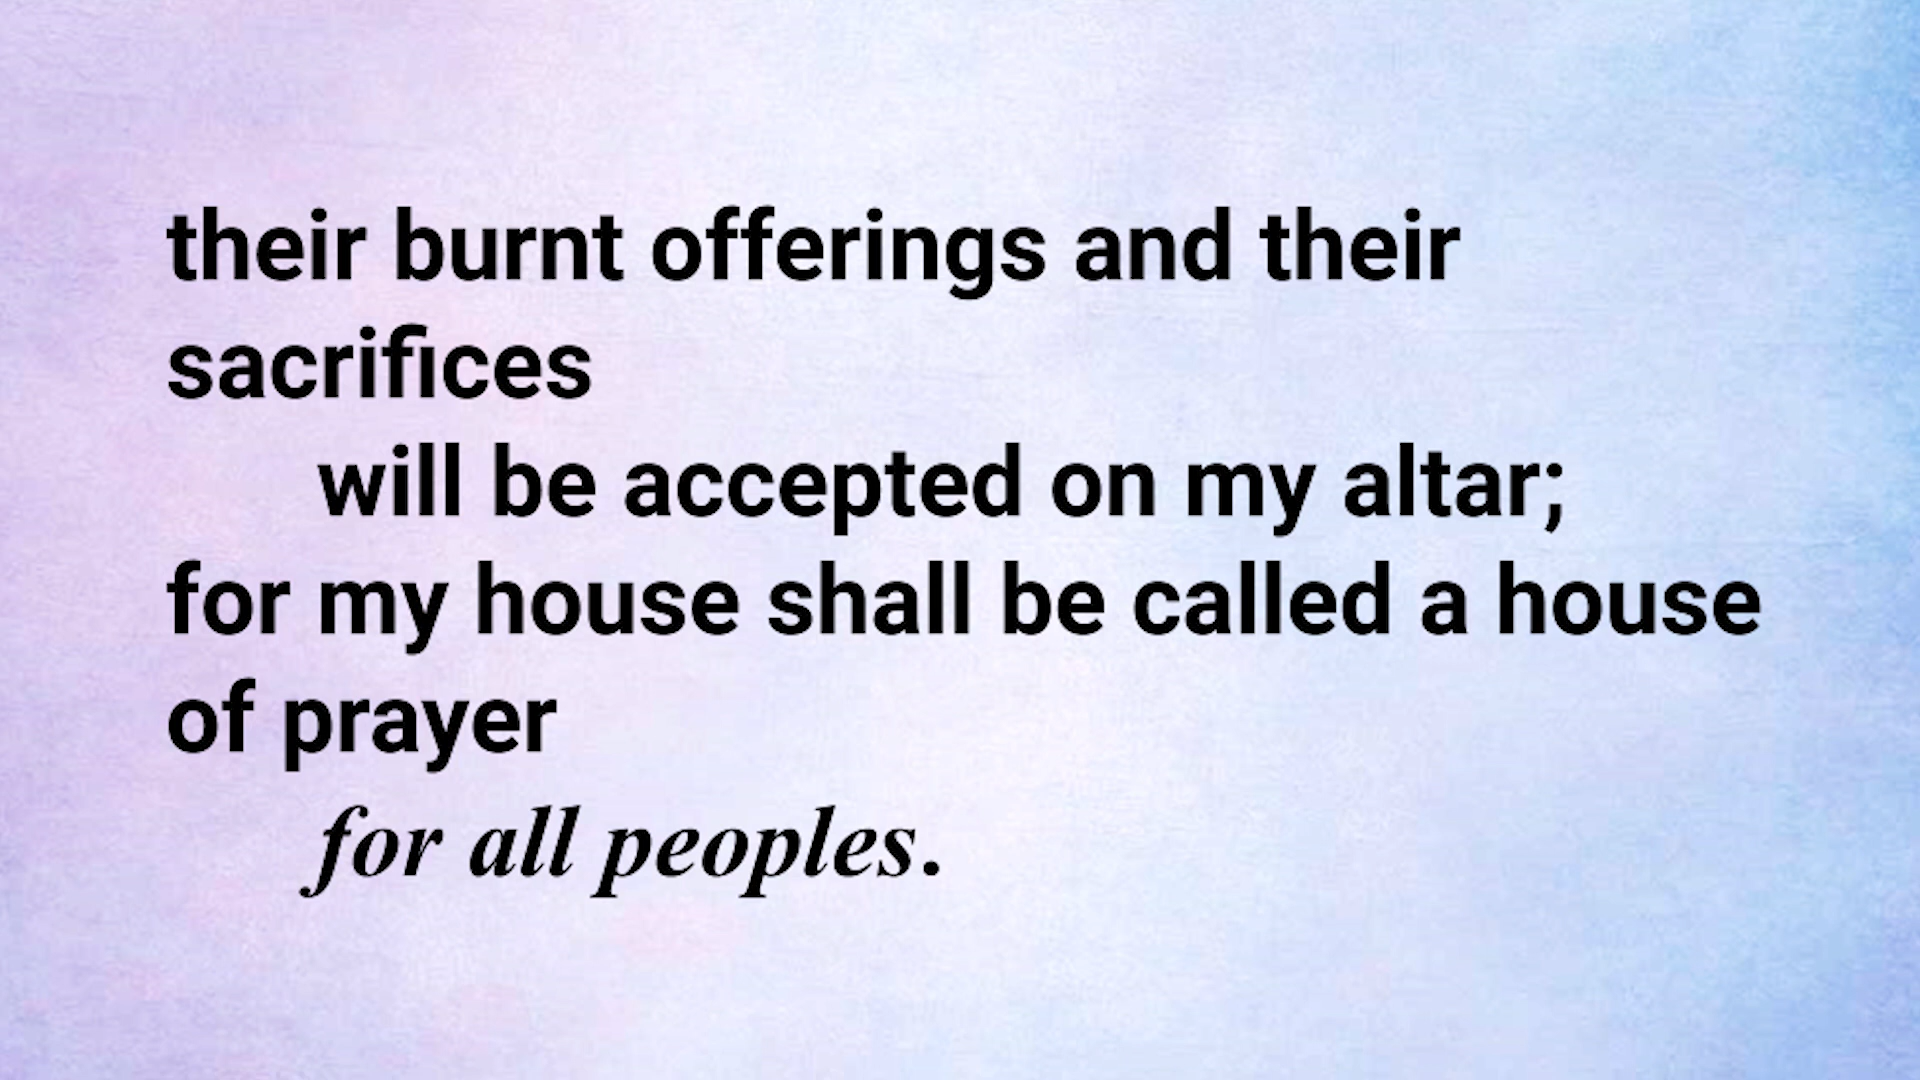 their burnt offerings and their
sacrifices
will be accepted on my altar;
for my house shall be called a house
of prayer
for all peoples.